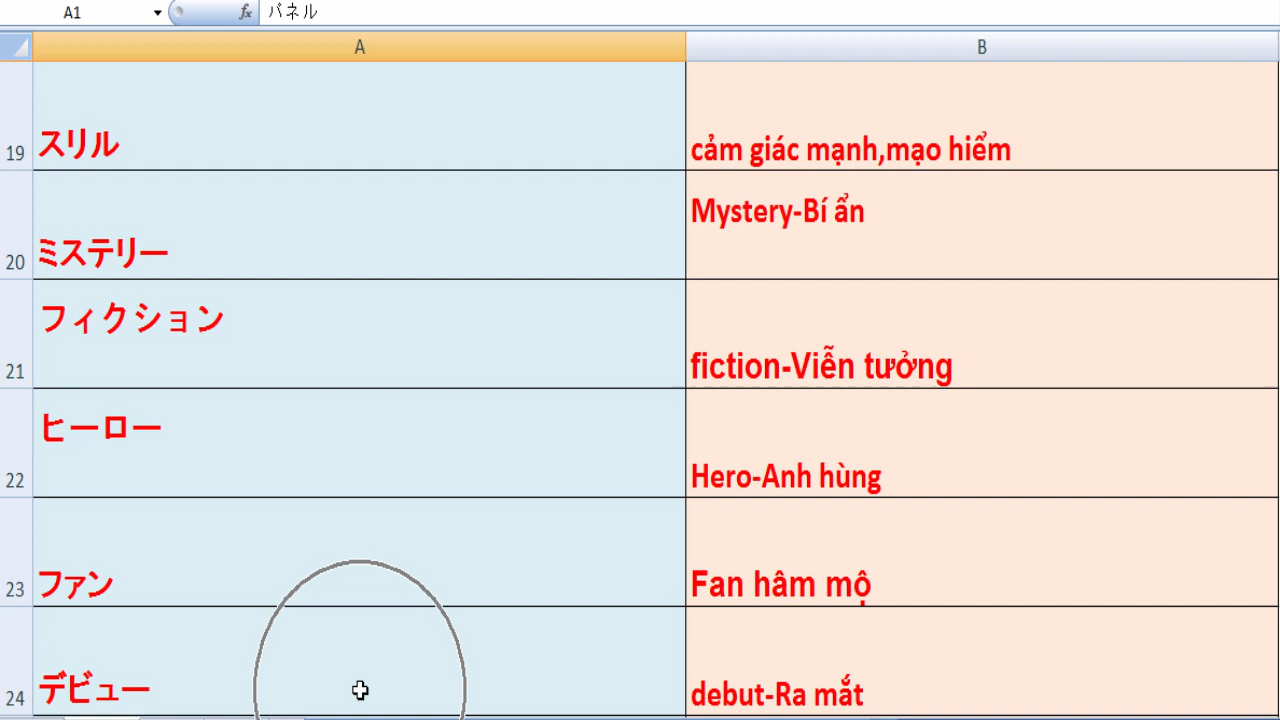 A1 fx パネル
A B
19 スリル cảm giác mạnh,mạo hiểm
20 ミステリー Mystery-Bí ẩn
21 フィクション fiction-Viễn tưởng
22 ヒーロー Hero-Anh hùng
23 ファン Fan hâm mộ
24 デビュー debut-Ra mắt